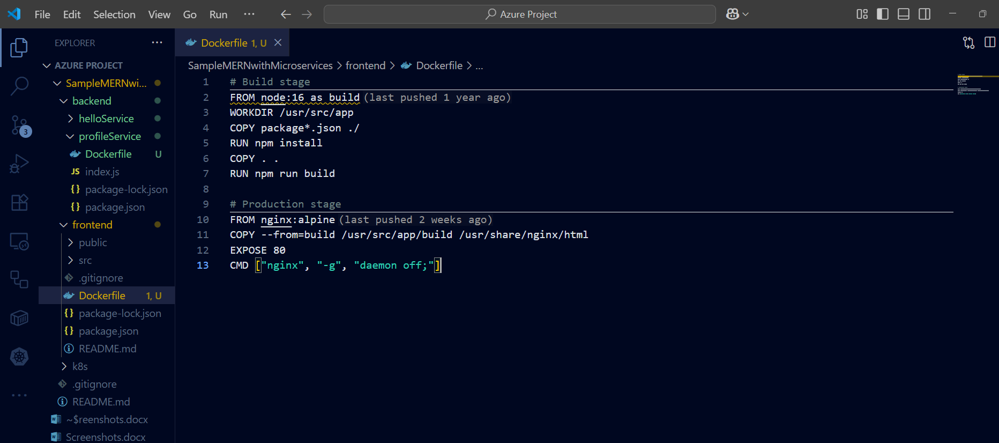 File Edit Selection View Go Run ··· Azure Project
EXPLORER ···
Dockerfile 1, U
AZURE PROJECT
SampleMERNwi...
backend
helloService
profileService
Dockerfile U
JS index.js
{} package-lock.json
{} package.json
frontend
public
src
.gitignore
Dockerfile 1, U
{} package-lock.json
{} package.json
README.md
k8s
.gitignore
README.md
~$reenshots.docx
Screenshots.docx
3
SampleMERNwithMicroservices > frontend > Dockerfile > ...
1 # Build stage
2 FROM node:16 as build (last pushed 1 year ago)
3 WORKDIR /usr/src/app
4 COPY package*.json ./
5 RUN npm install
6 COPY . .
7 RUN npm run build
8
9 # Production stage
10 FROM nginx:alpine (last pushed 2 weeks ago)
11 COPY --from=build /usr/src/app/build /usr/share/nginx/html
12 EXPOSE 80
13 CMD ["nginx", "-g", "daemon off;"]